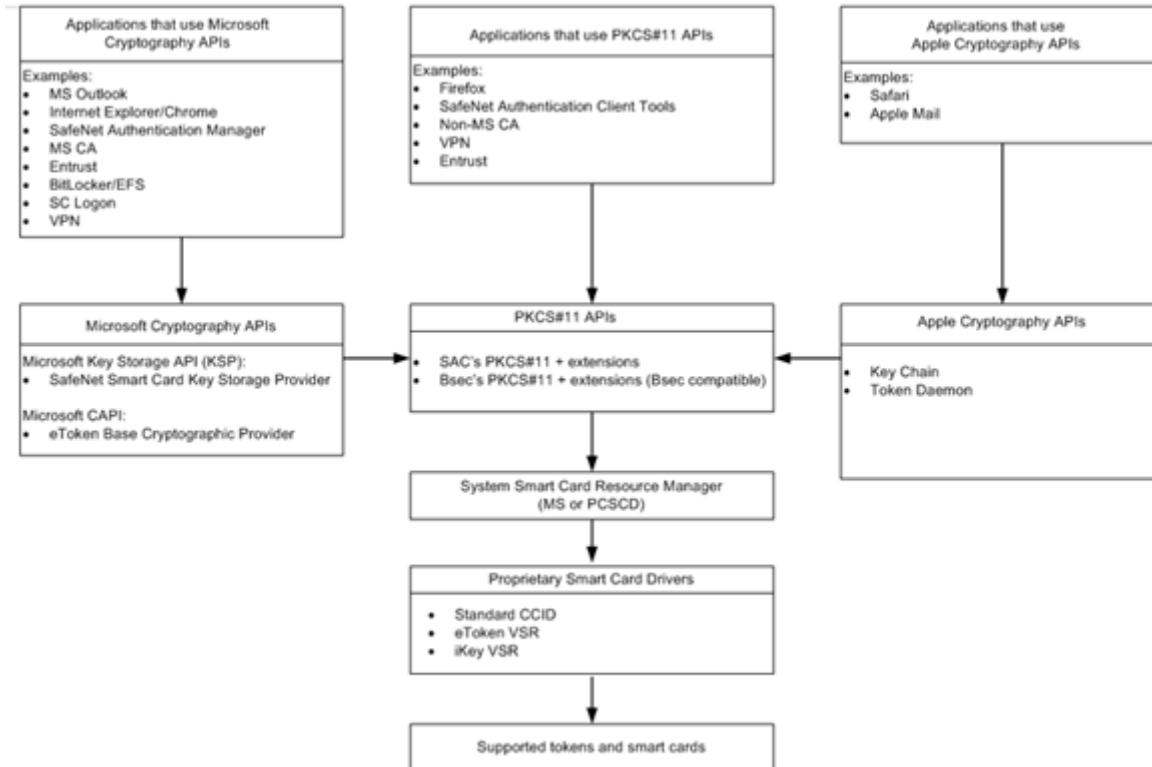 Applications that use Microsoft
Cryptography APIs
Examples:
• MS Outlook
• Internet Explorer/Chrome
• SafeNet Authentication Manager
• MS CA
• Entrust
• BitLocker/EFS
• SC Logon
• VPN
Applications that use PKCS#11 APIs
Examples:
• Firefox
• SafeNet Authentication Client Tools
• Non-MS CA
• VPN
• Entrust
Applications that use
Apple Cryptography APIs
Examples:
• Safari
• Apple Mail
Microsoft Cryptography APIs
Microsoft Key Storage API (KSP):
• SafeNet Smart Card Key Storage Provider
Microsoft CAPI:
• eToken Base Cryptographic Provider
PKCS#11 APIs
• SAC's PKCS#11 + extensions
• Bsec's PKCS#11 + extensions (Bsec compatible)
Apple Cryptography APIs
• Key Chain
• Token Daemon
System Smart Card Resource Manager
(MS or PCSCD)
Proprietary Smart Card Drivers
• Standard CCID
• eToken VSR
• iKey VSR
Supported tokens and smart cards